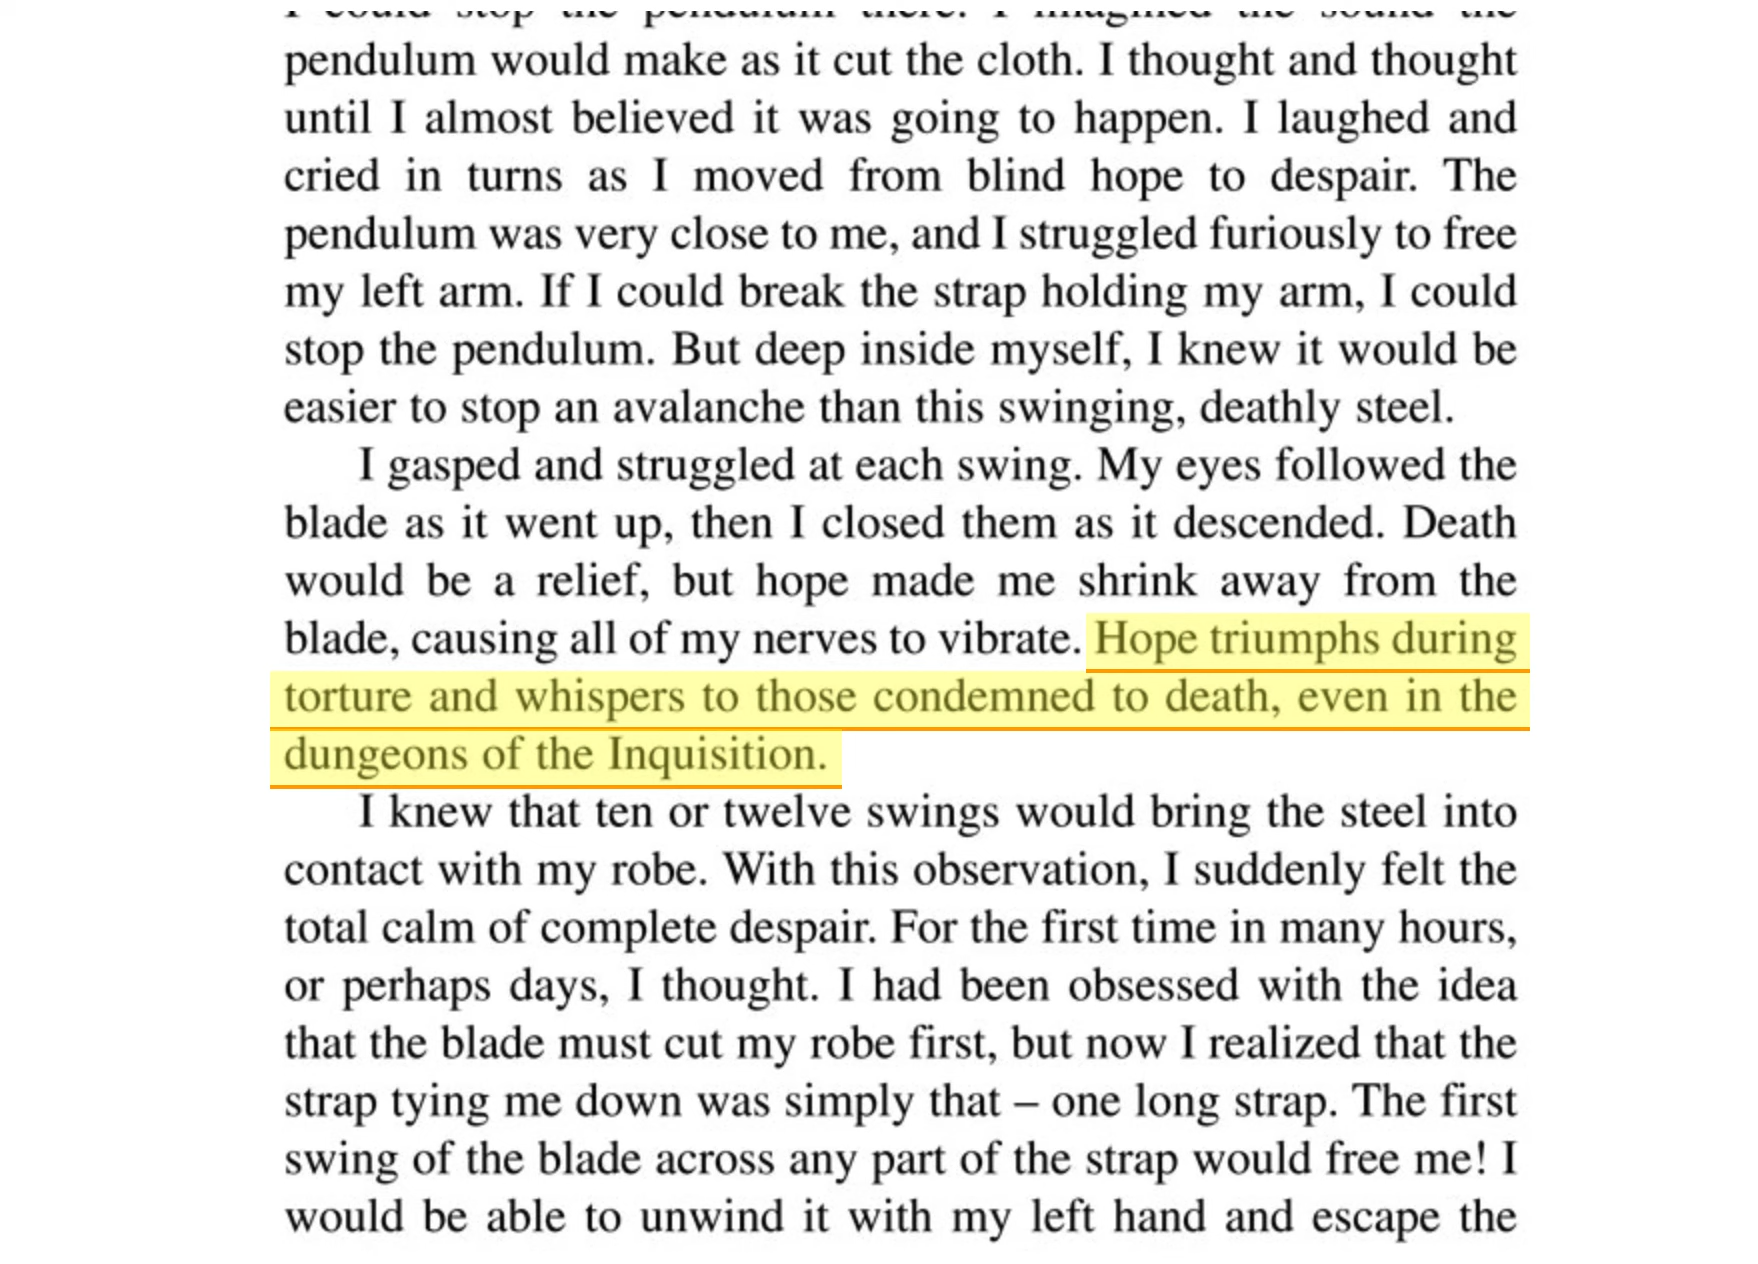 I could stop the pendulum there. I imagined the sound the
pendulum would make as it cut the cloth. I thought and thought
until I almost believed it was going to happen. I laughed and
cried in turns as I moved from blind hope to despair. The
pendulum was very close to me, and I struggled furiously to free
my left arm. If I could break the strap holding my arm, I could
stop the pendulum. But deep inside myself, I knew it would be
easier to stop an avalanche than this swinging, deathly steel.
I gasped and struggled at each swing. My eyes followed the
blade as it went up, then I closed them as it descended. Death
would be a relief, but hope made me shrink away from the
blade, causing all of my nerves to vibrate. Hope triumphs during
torture and whispers to those condemned to death, even in the
dungeons of the Inquisition.
I knew that ten or twelve swings would bring the steel into
contact with my robe. With this observation, I suddenly felt the
total calm of complete despair. For the first time in many hours,
or perhaps days, I thought. I had been obsessed with the idea
that the blade must cut my robe first, but now I realized that the
strap tying me down was simply that – one long strap. The first
swing of the blade across any part of the strap would free me! I
would be able to unwind it with my left hand and escape the